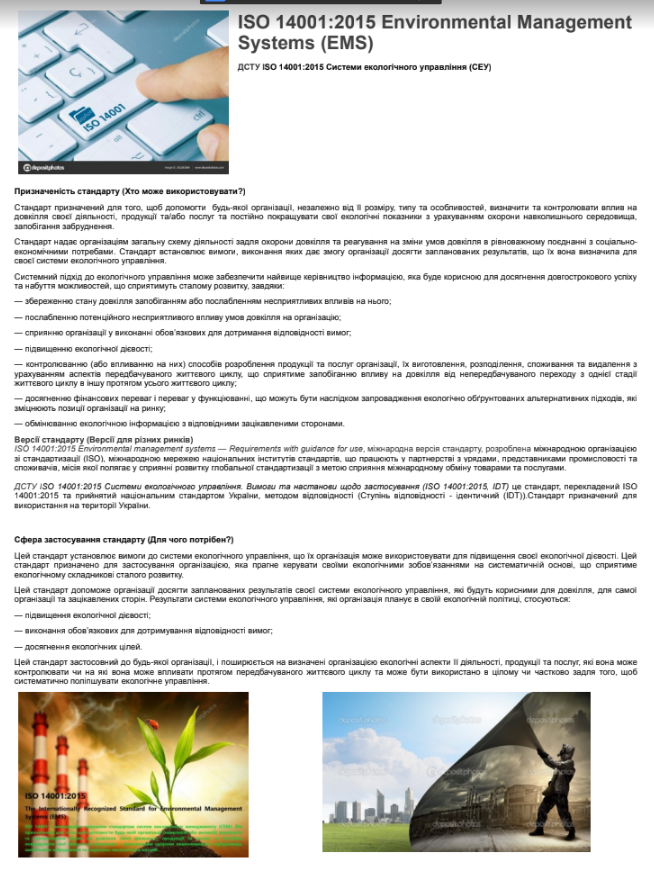 ISO 14001:2015 Environmental Management
Systems (EMS)
ДСТУ ISO 14001:2015 Системи екологічного управління (СЕУ)
ISO 14001
ctrl
depositphotos
Призначеність стандарту (Хто може використовувати?)
Стандарт призначений для того, щоб допомогти будь-якої організації, незалежно від її розміру, типу та особливостей, визначити та контролювати вплив на
довкілля своєї діяльності, продукції та/або послуг та постійно покращувати свої екологічні показники з урахуванням охорони навколишнього середовища,
запобігання забруднення.
Стандарт надає організаціям загальну схему діяльності задля охорони довкілля та реагування на зміни умов довкілля в рівноважному поєднанні з соціально-
економічними потребами. Стандарт встановлює вимоги, виконання яких дає змогу організації досягти запланованих результатів, що їх вона визначила для
своєї системи екологічного управління.
Системний підхід до екологічного управління може забезпечити найвище керівництво інформацією, яка буде корисною для досягнення довгострокового успіху
та набуття можливостей, що сприятимуть сталому розвитку, завдяки:
— збереженню стану довкілля запобіганням або послабленням несприятливих впливів на нього;
— послабленню потенційного несприятливого впливу умов довкілля на організацію;
— сприянню організації у виконанні обов'язкових для дотримання відповідності вимог;
— підвищенню екологічної дієвості;
— контролюванню (або впливанню на них) способів розроблення продукції та послуг організації, їх виготовлення, розподілення, споживання та видалення з
урахуванням аспектів передбачуваного життєвого циклу, що сприятиме запобіганню впливу на довкілля від непередбачуваного переходу з однієї стадії
життєвого циклу в іншу протягом усього життєвого циклу;
— досягненню фінансових переваг і переваг у функціюванні, що можуть бути наслідком запровадження екологічно обґрунтованих альтернативних підходів, які
зміцнюють позиції організації на ринку;
— обмінюванню екологічною інформацією з відповідними зацікавленими сторонами.
Версії стандарту (Версії для різних ринків)
ISO 14001:2015 Environmental management systems — Requirements with guidance for use, міжнародна версія стандарту, розроблена міжнародною організацією
зі стандартизації (ISO), міжнародною мережею національних інститутів стандартів, що працюють у партнерстві з урядами, представниками промисловості та
споживачів, місія якої полягає у сприянні розвитку глобальної стандартизації з метою сприяння міжнародному обміну товарами та послугами.
ДСТУ ISO 14001:2015 Системи екологічного управління. Вимоги та настанови щодо застосування (ISO 14001:2015, IDT) це стандарт, перекладений ISO
14001:2015 та прийнятий національним стандартом України, методом відповідності (Ступінь відповідності - ідентичний (IDT)).Стандарт призначений для
використання на території України.
Сфера застосування стандарту (Для чого потрібен?)
Цей стандарт установлює вимоги до системи екологічного управління, що їх організація може використовувати для підвищення своєї екологічної дієвості. Цей
стандарт призначено для застосування організацією, яка прагне керувати своїми екологічними зобов'язаннями на систематичній основі, що сприятиме
екологічному складникові сталого розвитку.
Цей стандарт допоможе організації досягти запланованих результатів своєї системи екологічного управління, які будуть корисними для довкілля, для самої
організації та зацікавлених сторін. Результати системи екологічного управління, які організація планує в своїй екологічній політиці, стосуються:
— підвищення екологічної дієвості;
— виконання обов'язкових для дотримування відповідності вимог;
— досягнення екологічних цілей.
Цей стандарт застосовний до будь-якої організації, і поширюється на визначені організацією екологічні аспекти її діяльності, продукції та послуг, які вона може
контролювати чи на які вона може впливати протягом передбачуваного життєвого циклу та може бути використано в цілому чи частково задля того, щоб
систематично поліпшувати екологічне управління.
ISO 14001:2015
The Internationally Recognized Standard for Environmental Management
Systems (EMS)
depositphotos